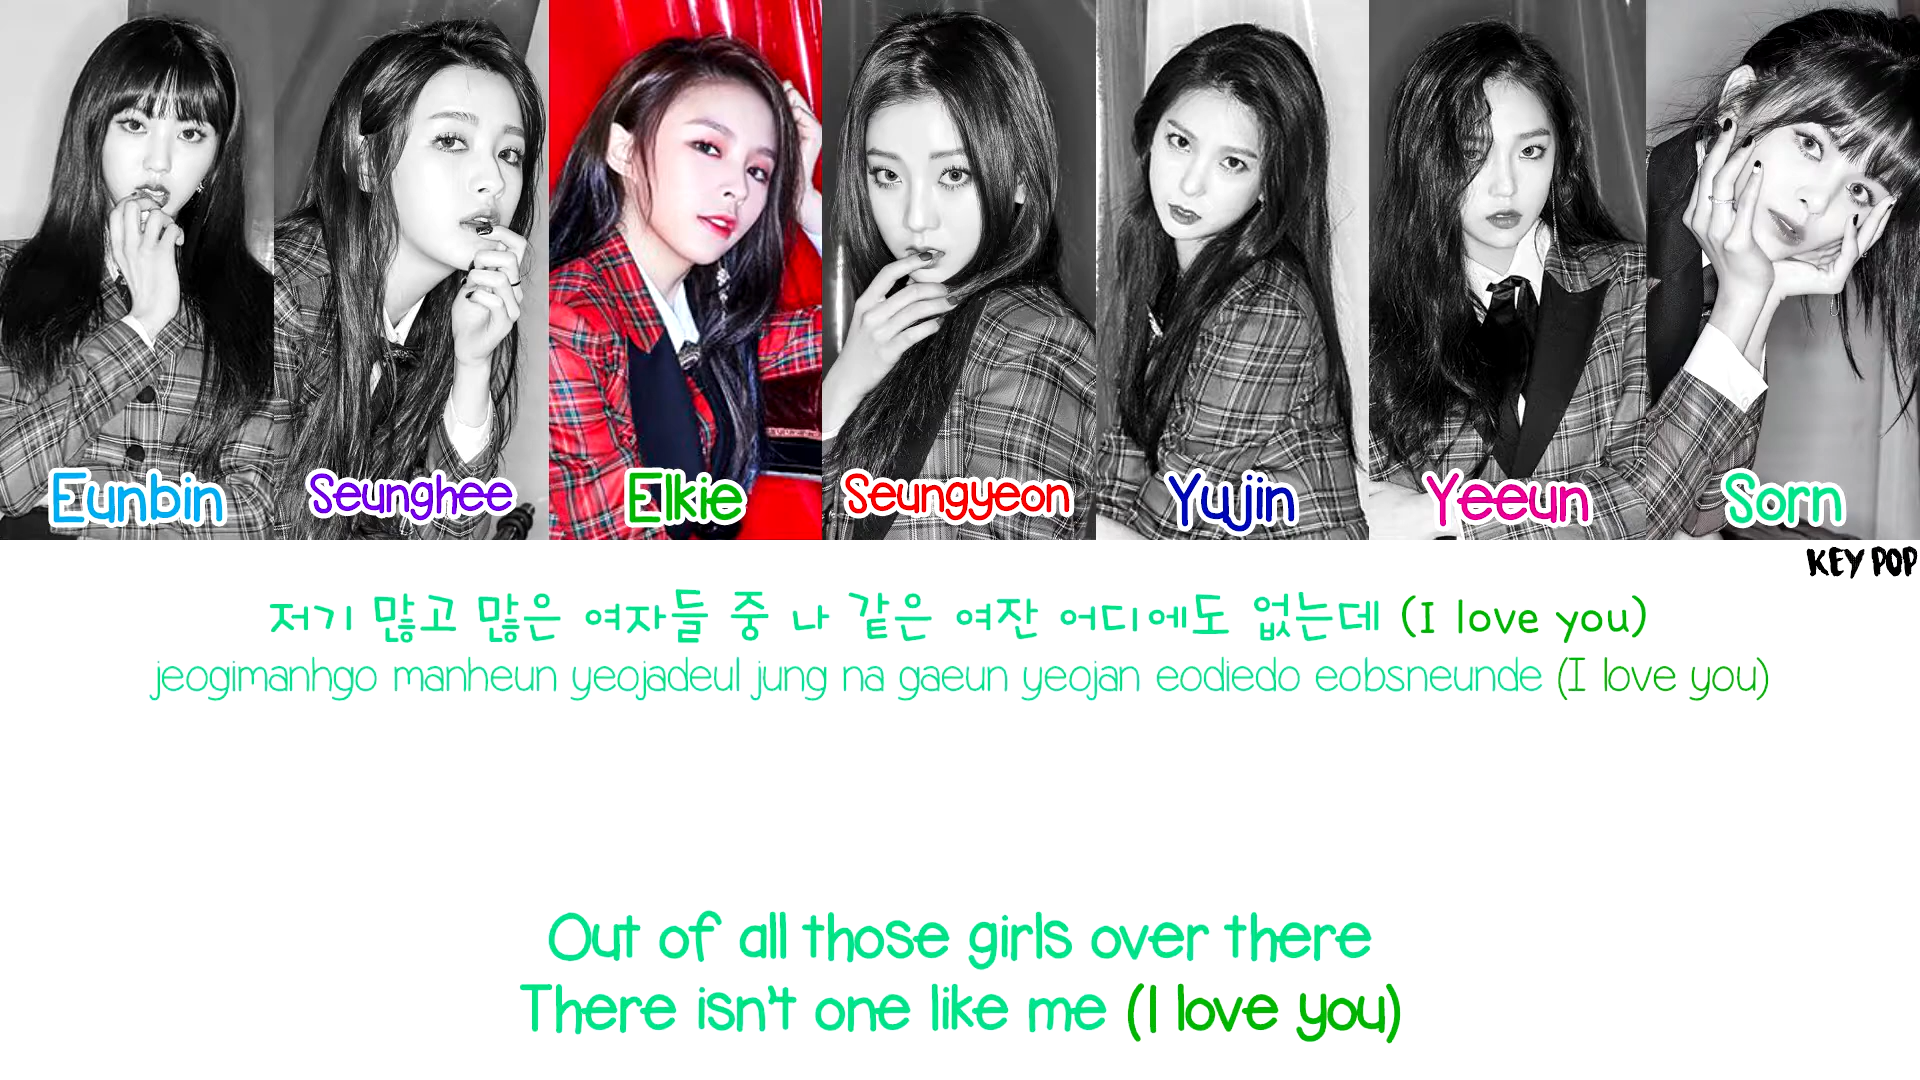 Eunbin Seunghee Elkie Seungyeon Yujin Yeeun Sorn
KEY POP
저기 많고 많은 여자들 중 나 같은 여잔 어디에도 없는데 (I love you)
jeogimanhgo manheun yeojadeul jung na gaeun yeojan eodiedo eobsneunde (I love you)
Out of all those girls over there
There isn't one like me (I love you)